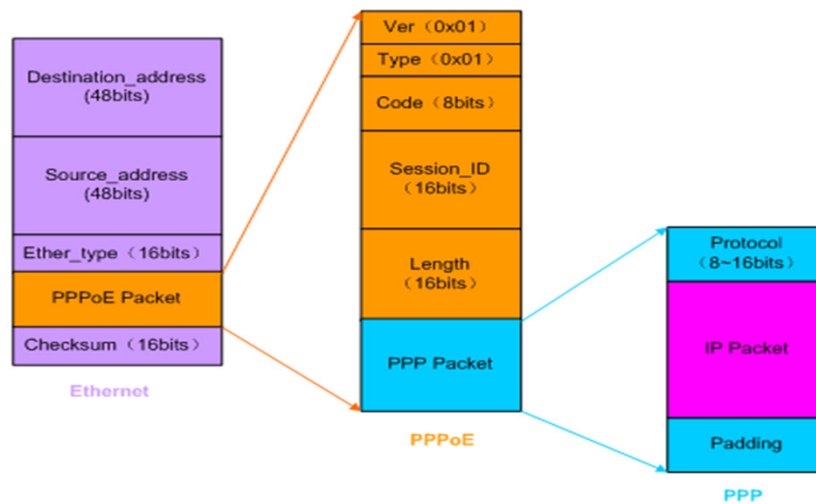 Destination_address
(48bits)
Source_address
(48bits)
Ether_type（16bits）
PPPoE Packet
Checksum（16bits）
Ethernet
Ver（0x01）
Type（0x01）
Code（8bits）
Session_ID
（16bits）
Length
（16bits）
PPP Packet
PPPoE
Protocol
（8~16bits）
IP Packet
Padding
PPP